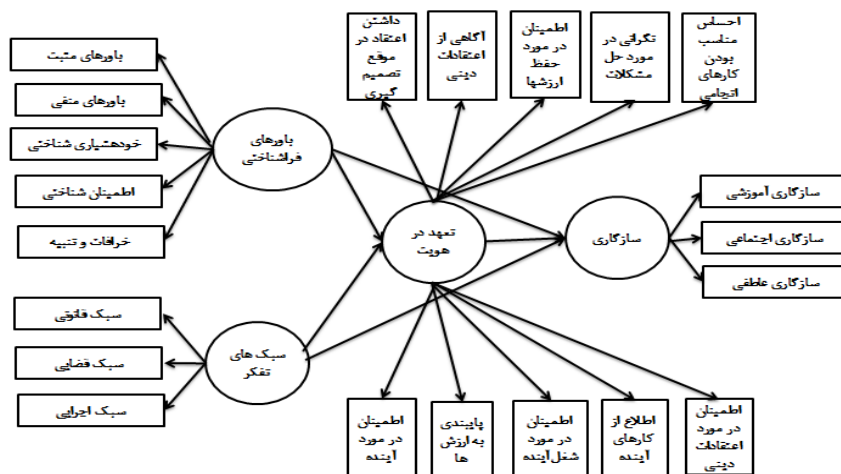 داشتن
اعتقاد در
موقع
تصمیم
گیری
آگاهی از
اعتقادات
دینی
اطمینان
در مورد
حفظ
ارزشها
نگرانی در
مورد حل
مشکلات
احساس
مناسب
بودن
کارهای
انجامی
باورهای مثبت
باورهای منفی
خودهشیاری شناختی
اطمینان شناختی
خرافات و تنبیه
باورهای
فراشناختی
تعهد در
هویت
سازگاری
سازگاری آموزشی
سازگاری اجتماعی
سازگاری عاطفی
سبک قانونی
سبک قضایی
سبک اجرایی
سبک های
تفکر
اطمینان
در مورد
آینده
پایبندی
به ارزش
ها
اطمینان
در مورد
شغل آینده
اطلاع از
کارهای
آینده
اطمینان
در مورد
اعتقادات
دینی